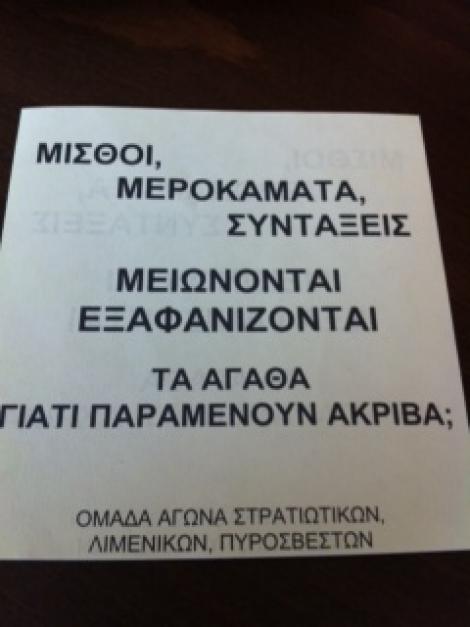 ΜΙΣΘΟΙ,
ΜΕΡΟΚΑΜΑΤΑ,
ΣΥΝΤΑΞΕΙΣ
ΜΕΙΩΝΟΝΤΑΙ
ΕΞΑΦΑΝΙΖΟΝΤΑΙ
ΤΑ ΑΓΑΘΑ
ΓΙΑΤΙ ΠΑΡΑΜΕΝΟΥΝ ΑΚΡΙΒΑ;
ΟΜΑΔΑ ΑΓΩΝΑ ΣΤΡΑΤΙΩΤΙΚΩΝ,
ΛΙΜΕΝΙΚΩΝ, ΠΥΡΟΣΒΕΣΤΩΝ